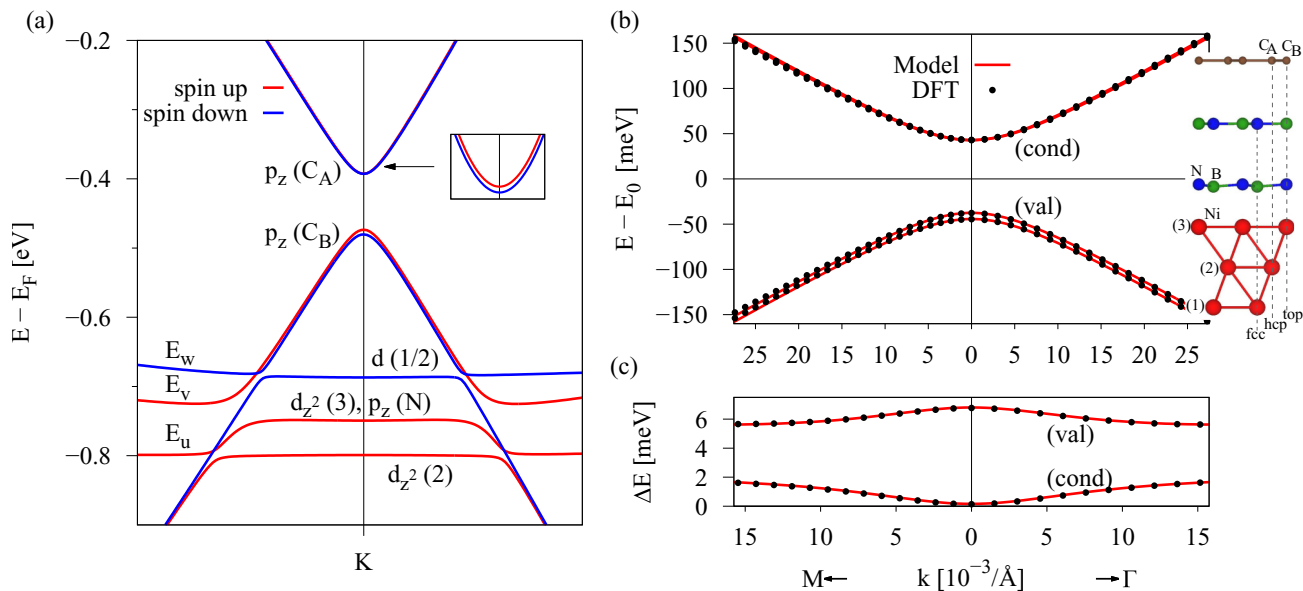 (a)
−0.2
−0.4
−0.6
−0.8
E − E_F [eV]
spin up
spin down
p_z (C_A)
p_z (C_B)
E_w
E_v
E_u
d (1/2)
d_z² (3), p_z (N)
d_z² (2)
K
(b)
150
100
50
0
−50
−100
−150
E − E_0 [meV]
Model
DFT
(cond)
(val)
25 20 15 10 5 0 5 10 15 20 25
C_A C_B
N B
Ni
(3)
(2)
(1)
fcc hcp top
(c)
6
4
2
0
ΔE [meV]
(val)
(cond)
15 10 5 0 5 10 15
M← k [10⁻³/Å] →Γ